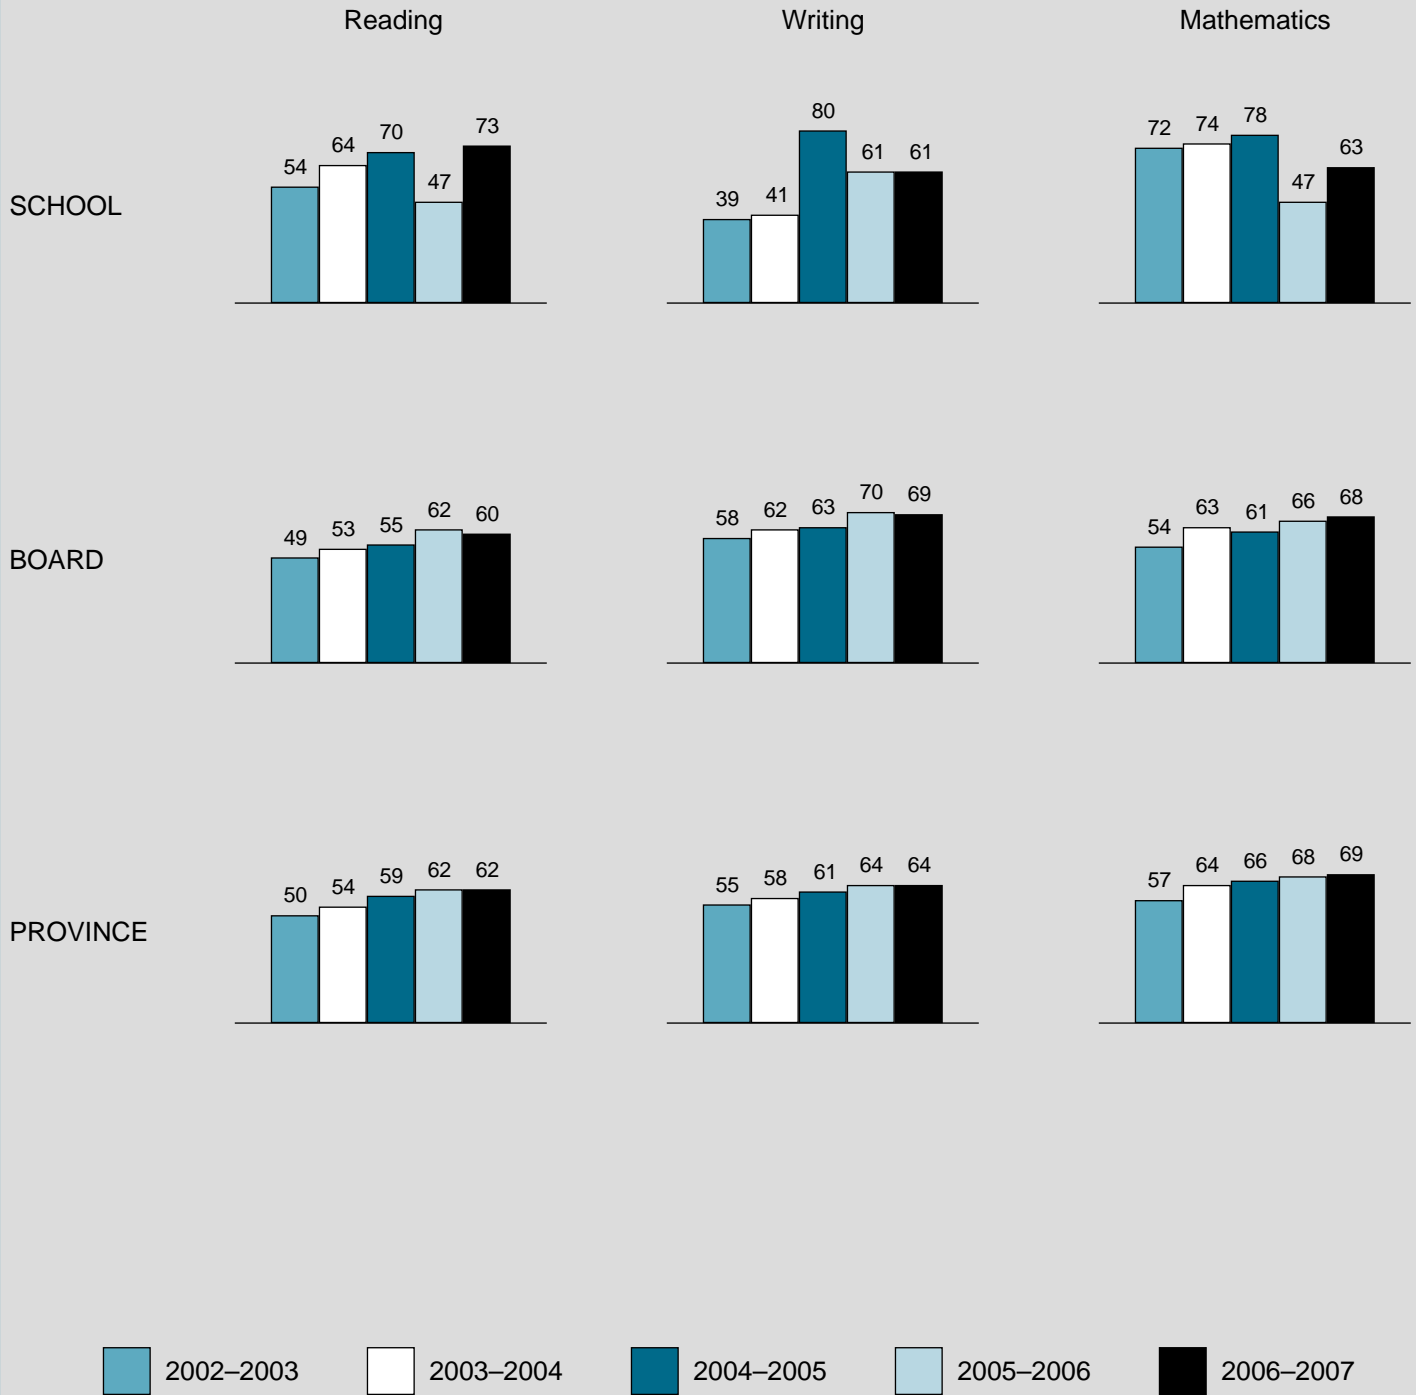 Reading Writing Mathematics
SCHOOL
54 64 70 47 73
39 41 80 61 61
72 74 78 47 63
BOARD
49 53 55 62 60
58 62 63 70 69
54 63 61 66 68
PROVINCE
50 54 59 62 62
55 58 61 64 64
57 64 66 68 69
2002–2003 2003–2004 2004–2005 2005–2006 2006–2007